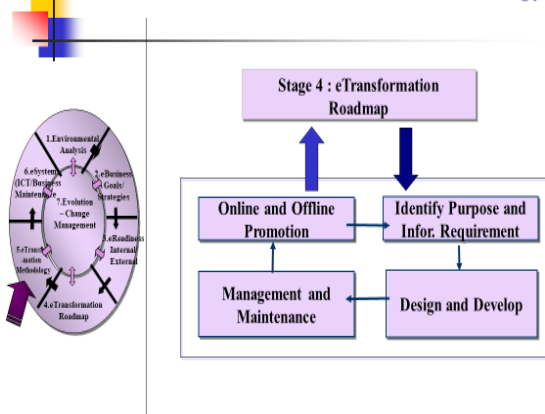 Stage 4 : eTransformation
Roadmap
1.Environmental
Analysis
2.eBusiness
Goals/
Strategies
3.eReadiness
Internal
External
4.eTransformation
Roadmap
5.eTransf
-mation
Methodology
6.eSystem
(ICT/Business
Maintenance
7.Evolution
– Change
Management
Online and Offline
Promotion
Identify Purpose and
Infor. Requirement
Management and
Maintenance
Design and Develop